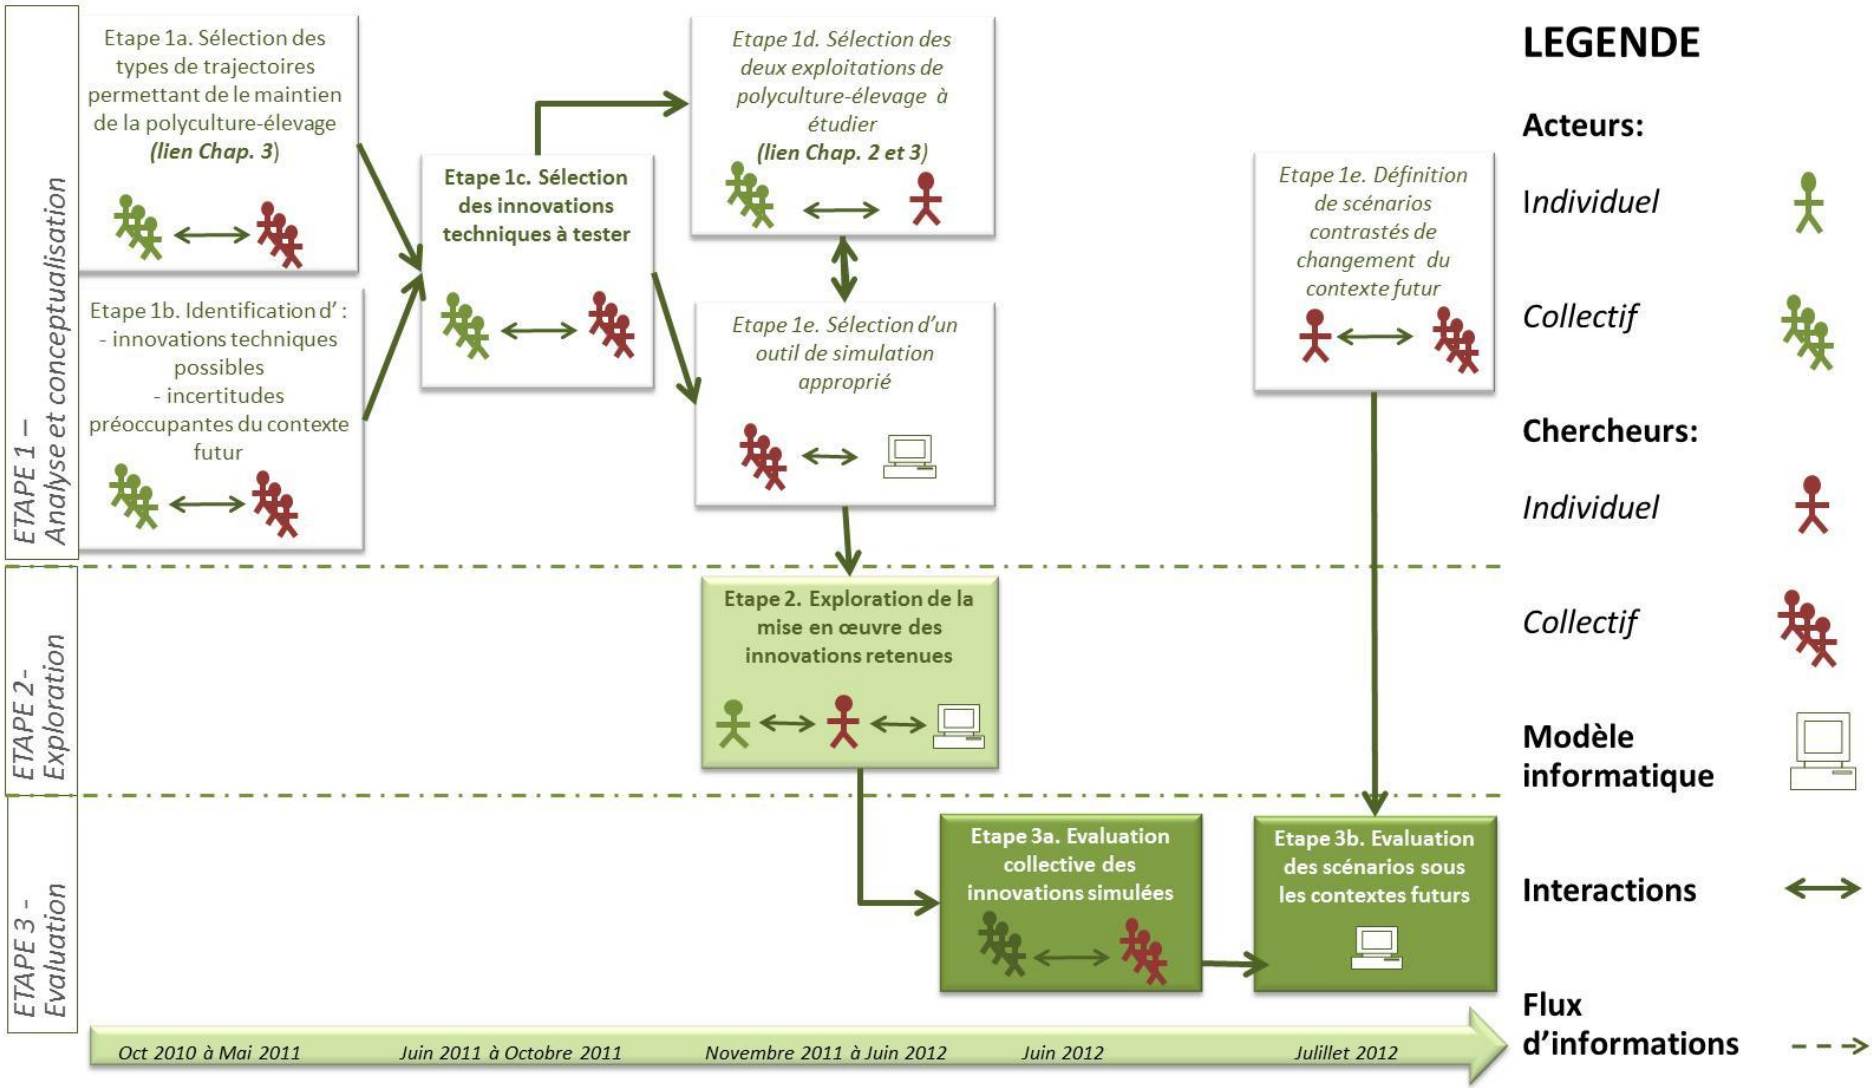 ETAPE 1 –
Analyse et conceptualisation
Etape 1a. Sélection des
types de trajectoires
permettant de le maintien
de la polyculture-élevage
(lien Chap. 3)
Etape 1b. Identification d’ :
- innovations techniques
possibles
- incertitudes
préoccupantes du contexte
futur
Etape 1c. Sélection
des innovations
techniques à tester
Etape 1d. Sélection des
deux exploitations de
polyculture-élevage à
étudier
(lien Chap. 2 et 3)
Etape 1e. Sélection d’un
outil de simulation
approprié
Etape 1e. Définition
de scénarios
contrastés de
changement du
contexte futur
ETAPE 2-
Exploration
Etape 2. Exploration de la
mise en œuvre des
innovations retenues
ETAPE 3 -
Evaluation
Etape 3a. Evaluation
collective des
innovations simulées
Etape 3b. Evaluation
des scénarios sous
les contextes futurs
Oct 2010 à Mai 2011
Juin 2011 à Octobre 2011
Novembre 2011 à Juin 2012
Juin 2012
Julillet 2012
LEGENDE
Acteurs:
Individuel
Collectif
Chercheurs:
Individuel
Collectif
Modèle
informatique
Interactions
Flux
d’informations